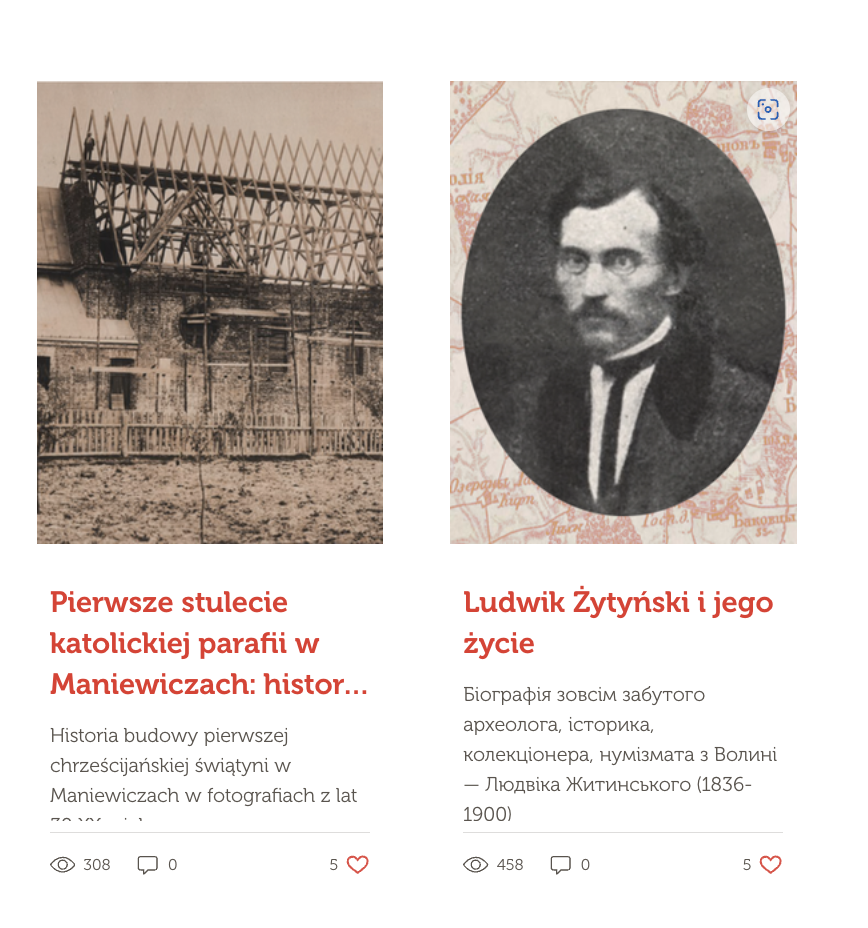 Pierwsze stulecie
katolickiej parafii w
Maniewiczach: histor...
Historia budowy pierwszej
chrześcijańskiej świątyni w
Maniewiczach w fotografiach z lat
308
0
5
Ludwik Żytyński i jego
życie
Біографія зовсім забутого
археолога, історика,
колекціонера, нумізмата з Волині
— Людвіка Житинського (1836-
1900)
458
0
5